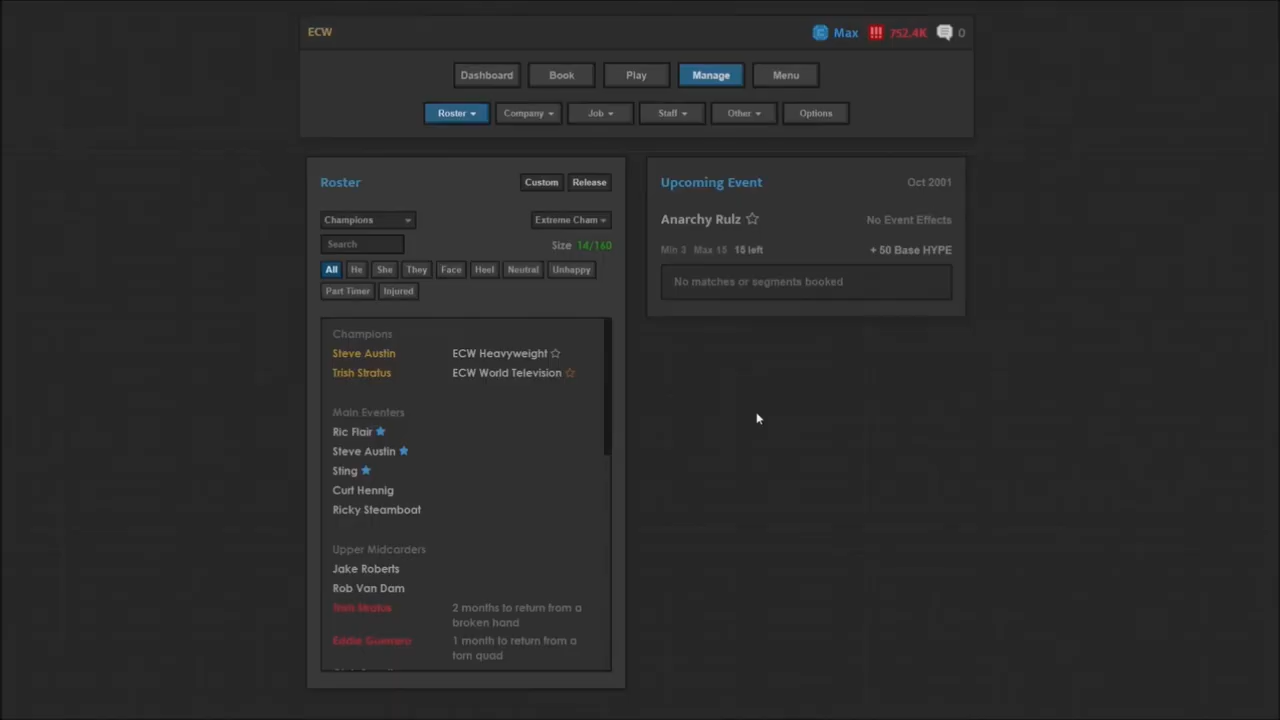 ECW
Max 752.4K 0
Dashboard Book Play Manage Menu
Roster Company Job Staff Other Options
Roster Custom Release
Champions Extreme Cham
Search Size 14/160
All He She They Face Heel Neutral Unhappy
Part Timer Injured
Champions
Steve Austin ECW Heavyweight
Trish Stratus ECW World Television
Main Eventers
Ric Flair
Steve Austin
Sting
Curt Hennig
Ricky Steamboat
Upper Midcarders
Jake Roberts
Rob Van Dam
Trish Stratus 2 months to return from a
broken hand
Eddie Guerrero 1 month to return from a
torn quad
Upcoming Event Oct 2001
Anarchy Rulz No Event Effects
Min 3 Max 15 15 left + 50 Base HYPE
No matches or segments booked